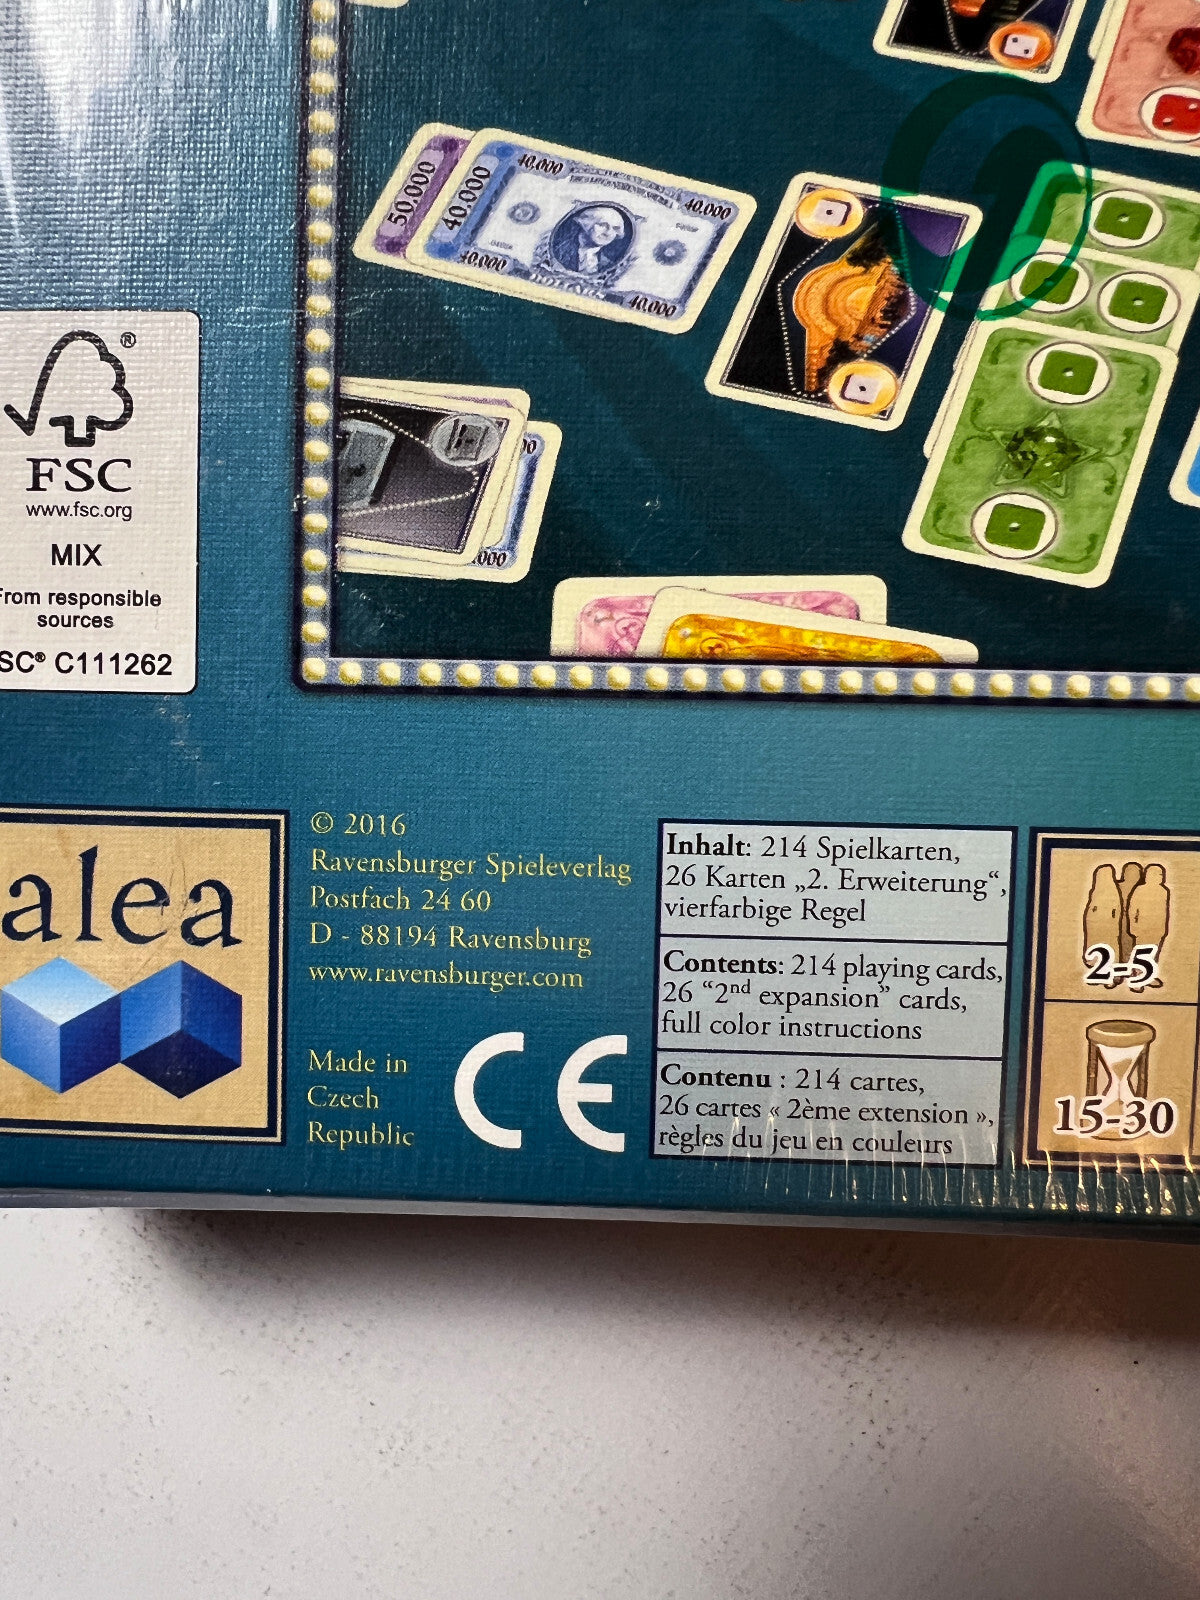 50.000
40.000
40.000
40.000
40.000
40.000
000
®
FSC
www.fsc.org
MIX
From responsible
sources
SC® C111262
alea
© 2016
Ravensburger Spieleverlag
Postfach 24 60
D - 88194 Ravensburg
www.ravensburger.com
Made in
Czech
Republic
CE
Inhalt: 214 Spielkarten,
26 Karten „2. Erweiterung“,
vierfarbige Regel
Contents: 214 playing cards,
26 “2nd expansion” cards,
full color instructions
Contenu : 214 cartes,
26 cartes « 2ème extension »,
règles du jeu en couleurs
2-5
15-30